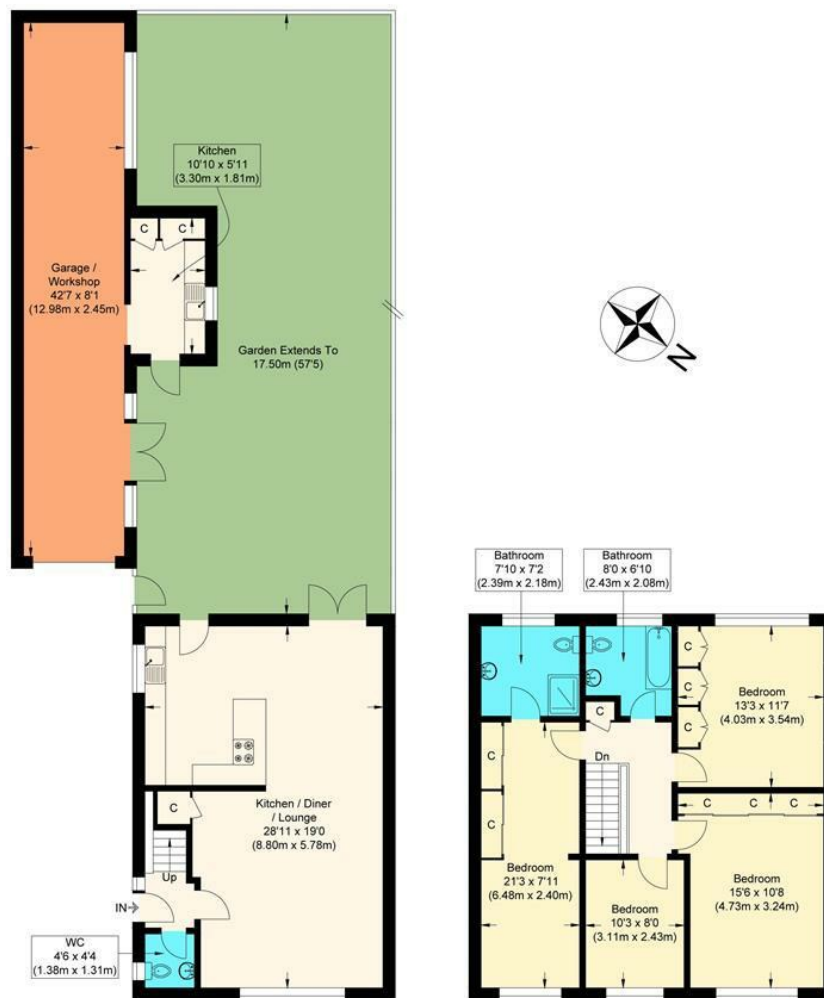 Kitchen
10'10 x 5'11
(3.30m x 1.81m)
C
C
Garage /
Workshop
42'7 x 8'1
(12.98m x 2.45m)
Garden Extends To
17.50m (57'5)
N
Kitchen / Diner
/ Lounge
28'11 x 19'0
(8.80m x 5.78m)
C
Up
IN
WC
4'6 x 4'4
(1.38m x 1.31m)
Bathroom
7'10 x 7'2
(2.39m x 2.18m)
Bathroom
8'0 x 6'10
(2.43m x 2.08m)
C
C
C
Bedroom
13'3 x 11'7
(4.03m x 3.54m)
C
Dn
C
C
C C C
Bedroom
21'3 x 7'11
(6.48m x 2.40m)
Bedroom
10'3 x 8'0
(3.11m x 2.43m)
Bedroom
15'6 x 10'8
(4.73m x 3.24m)